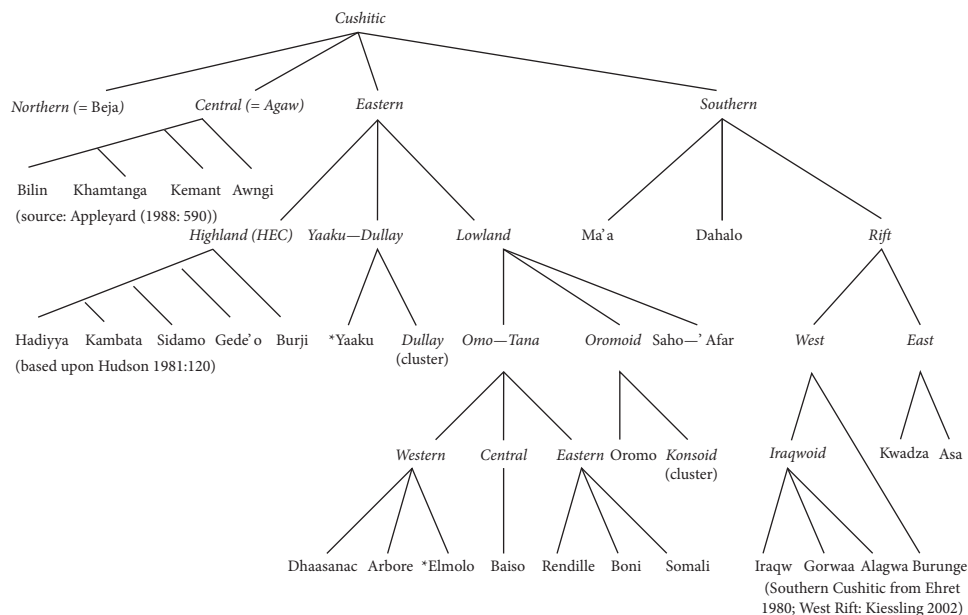 Cushitic
Northern (= Beja) Central (= Agaw) Eastern Southern
Bilin Khamtanga Kemant Awngi
(source: Appleyard (1988: 590))
Highland (HEC) Yaaku—Dullay Lowland Ma'a Dahalo Rift
Hadiyya Kambata Sidamo Gede'o Burji *Yaaku Dullay Omo—Tana Oromoid Saho—'Afar West East
(cluster)
(based upon Hudson 1981:120)
Western Central Eastern Oromo Konsoid Iraqwoid Kwadza Asa
(cluster)
Dhaasanac Arbore *Elmolo Baiso Rendille Boni Somali Iraqw Gorwaa Alagwa Burunge
(Southern Cushitic from Ehret
1980; West Rift: Kiessling 2002)